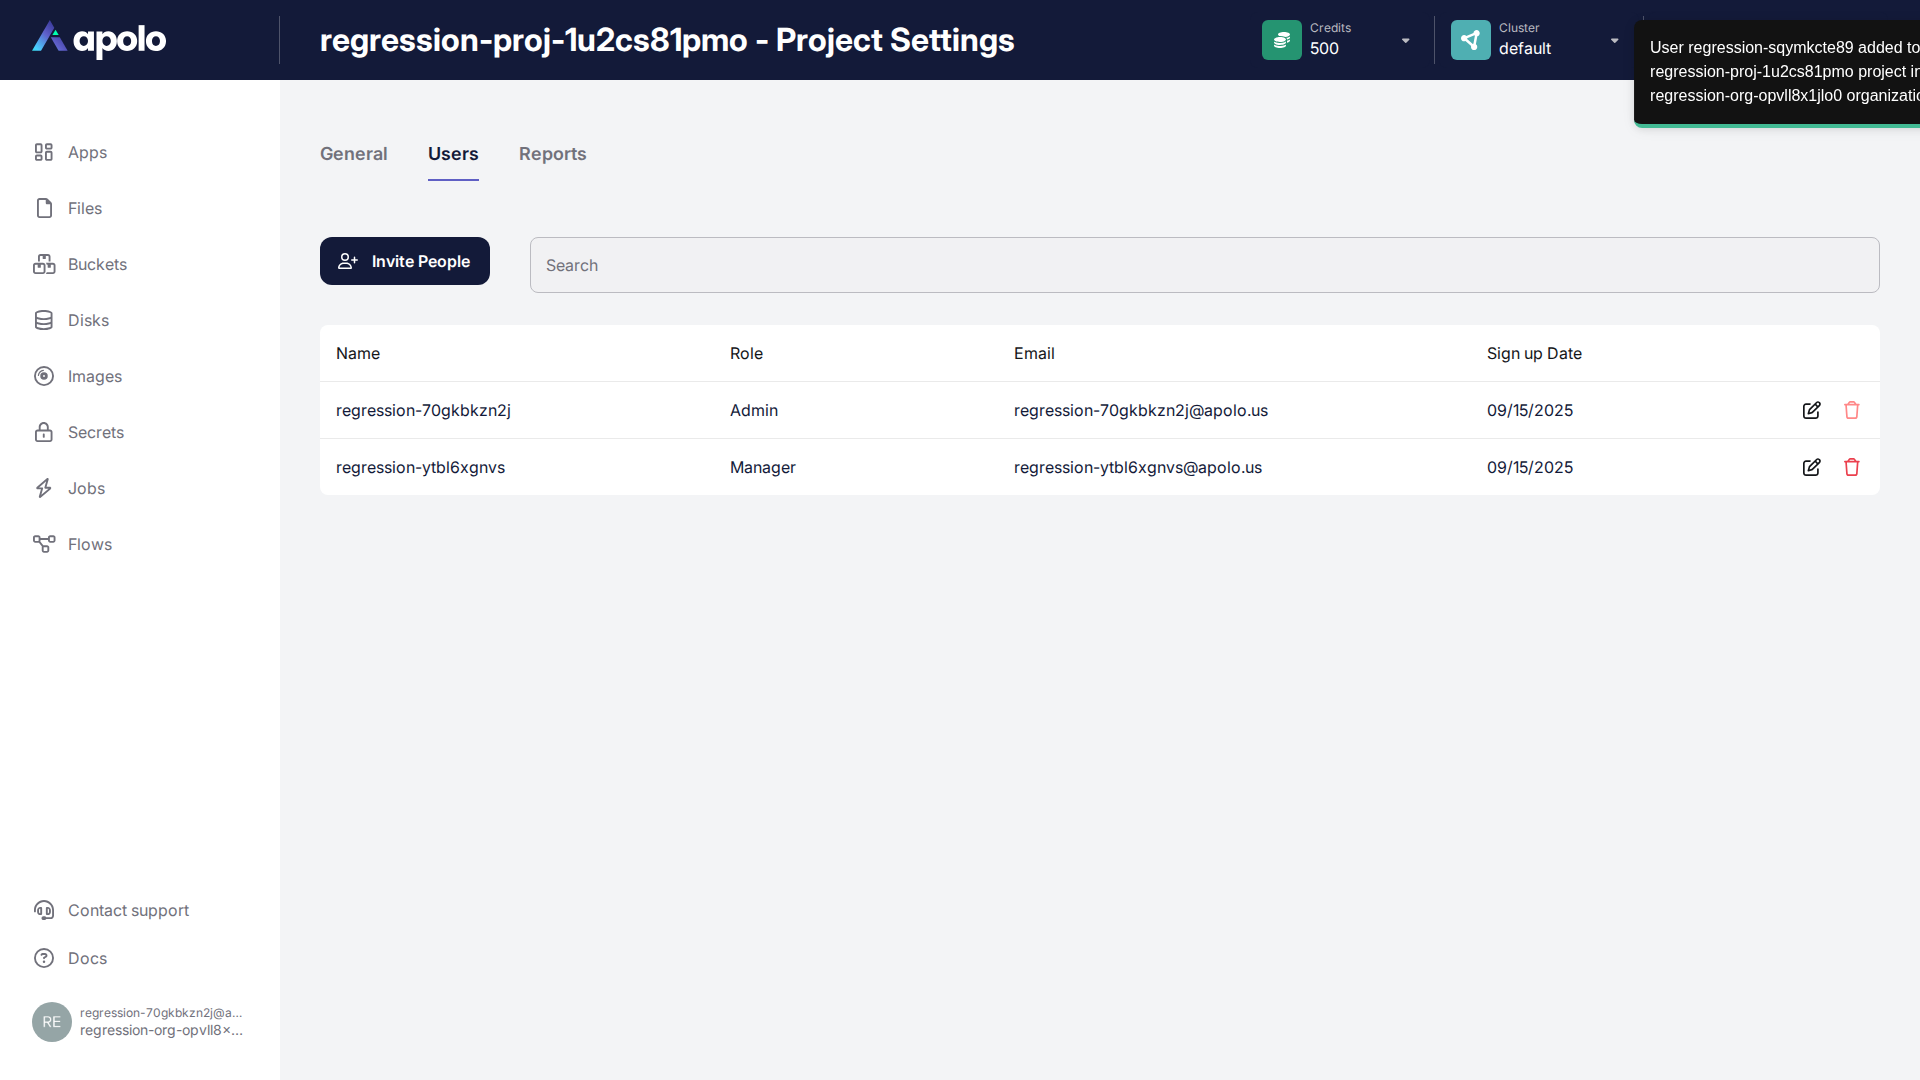 apolo
regression-proj-1u2cs81pmo - Project Settings
Credits
500
Cluster
default
User regression-sqymkcte89 added to
regression-proj-1u2cs81pmo project in
regression-org-opvll8x1jlo0
Apps
Files
Buckets
Disks
Images
Secrets
Jobs
Flows
Contact support
Docs
RE
regression-70gkbkzn2j@a...
regression-org-opvll8x...
General
Users
Reports
Invite People
Search
Name Role Email Sign up Date
regression-70gkbkzn2j Admin regression-70gkbkzn2j@apolo.us 09/15/2025
regression-ytbl6xgnvs Manager regression-ytbl6xgnvs@apolo.us 09/15/2025